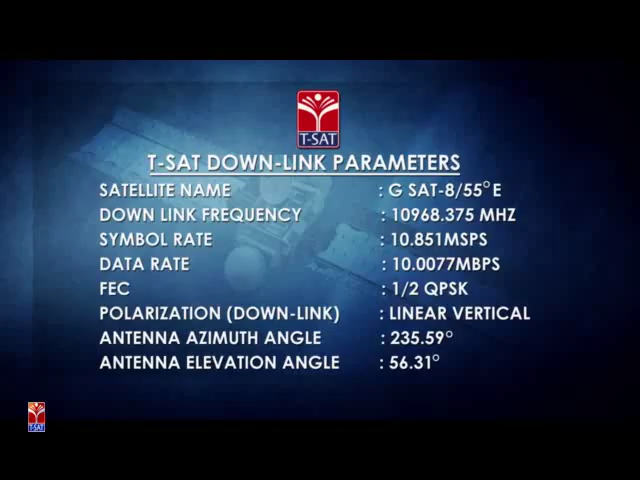 T-SAT
T-SAT DOWN-LINK PARAMETERS
SATELLITE NAME : G SAT-8/55° E
DOWN LINK FREQUENCY : 10968.375 MHZ
SYMBOL RATE : 10.851MSPS
DATA RATE : 10.0077MBPS
FEC : 1/2 QPSK
POLARIZATION (DOWN-LINK) : LINEAR VERTICAL
ANTENNA AZIMUTH ANGLE : 235.59°
ANTENNA ELEVATION ANGLE : 56.31°
T-SAT